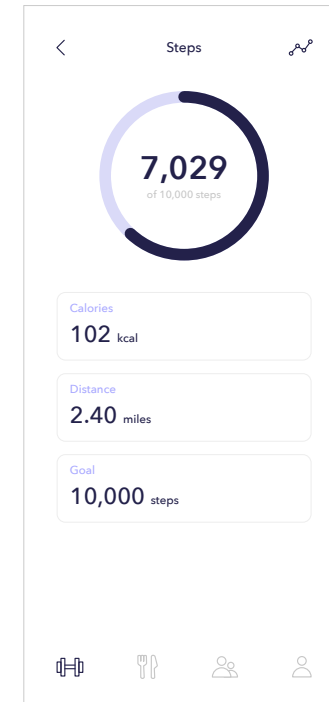 Steps
7,029
of 10,000 steps
Calories
102 kcal
Distance
2.40 miles
Goal
10,000 steps